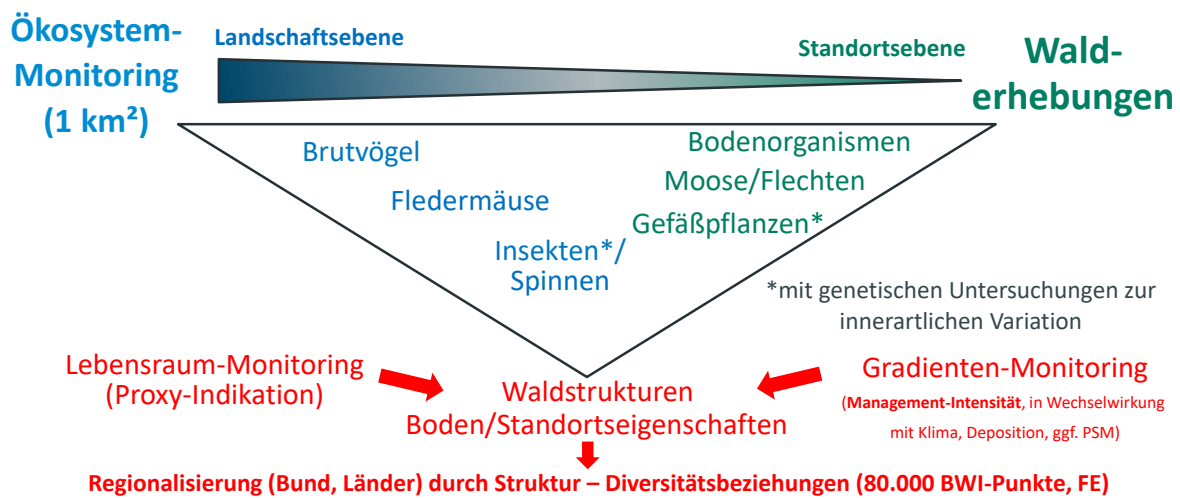 Ökosystem-
Monitoring
(1 km²)
Landschaftsebene
Standortsebene
Wald-
erhebungen
Brutvögel
Fledermäuse
Insekten*/
Spinnen
Bodenorganismen
Moose/Flechten
Gefäßpflanzen*
*mit genetischen Untersuchungen zur
innerartlichen Variation
Lebensraum-Monitoring
(Proxy-Indikation)
Waldstrukturen
Boden/Standortseigenschaften
Gradienten-Monitoring
(Management-Intensität, in Wechselwirkung
mit Klima, Deposition, ggf. PSM)
Regionalisierung (Bund, Länder) durch Struktur – Diversitätsbeziehungen (80.000 BWI-Punkte, FE)